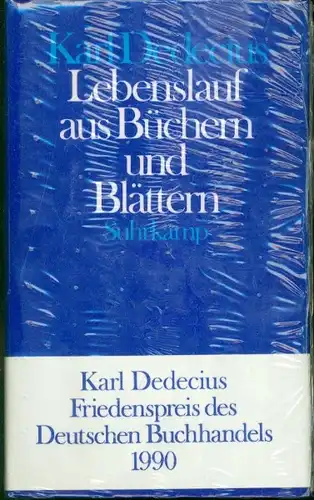 Karl Dedecius
Lebenslauf
aus Büchern
und
Blättern
Suhrkamp
Karl Dedecius
Friedenspreis des
Deutschen Buchhandels
1990